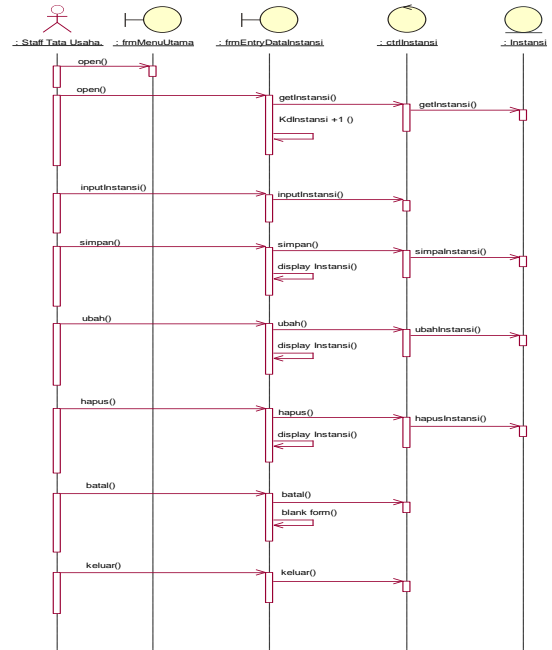 : Staff Tata Usaha
: frmMenuUtama
: frmEntryDataInstansi
: ctrlInstansi
: Instansi
open()
open()
getInstansi()
getInstansi()
KdInstansi +1 ()
inputInstansi()
inputInstansi()
simpan()
simpan()
simpaInstansi()
display Instansi()
ubah()
ubah()
ubahInstansi()
display Instansi()
hapus()
hapus()
hapusInstansi()
display Instansi()
batal()
batal()
blank form()
keluar()
keluar()